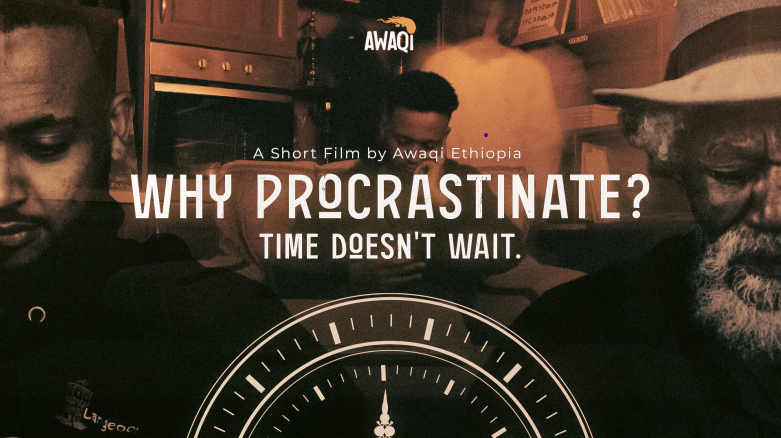 AWAQI
A Short Film by Awaqi Ethiopia
WHY PROCRASTINATE?
TIME DOESN'T WAIT.